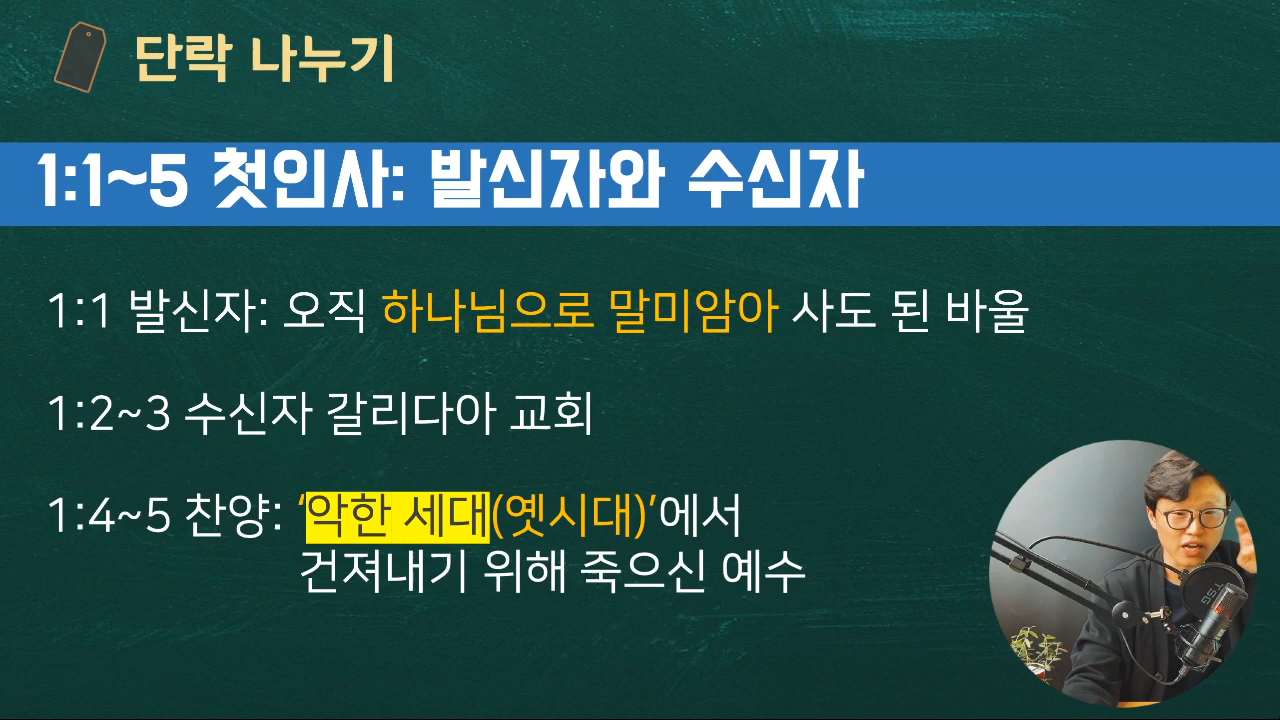 단락 나누기
1:1~5 첫인사: 발신자와 수신자
1:1 발신자: 오직 하나님으로 말미암아 사도 된 바울
1:2~3 수신자 갈리디아 교회
1:4~5 찬양: ‘악한 세대(옛시대)’에서
건져내기 위해 죽으신 예수
TSG